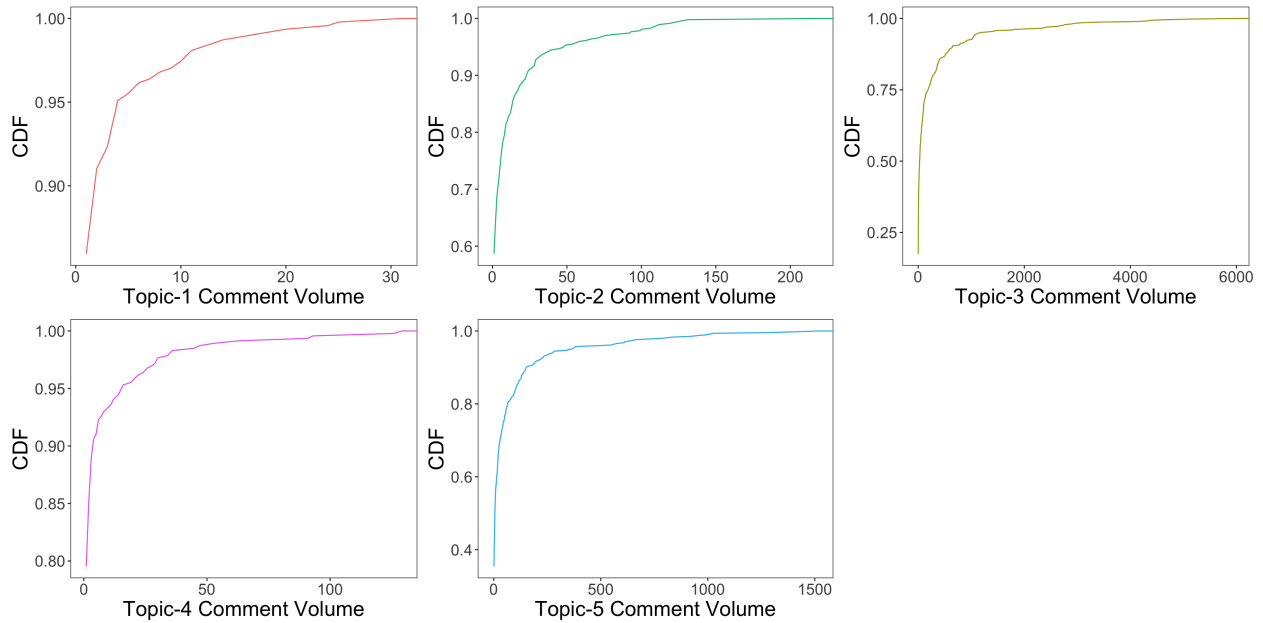 CDF
1.00
0.95
0.90
0 10 20 30
Topic-1 Comment Volume
CDF
1.0
0.9
0.8
0.7
0.6
0 50 100 150 200
Topic-2 Comment Volume
CDF
1.00
0.75
0.50
0.25
0 2000 4000 6000
Topic-3 Comment Volume
CDF
1.00
0.95
0.90
0.85
0.80
0 50 100
Topic-4 Comment Volume
CDF
1.0
0.8
0.6
0.4
0 500 1000 1500
Topic-5 Comment Volume